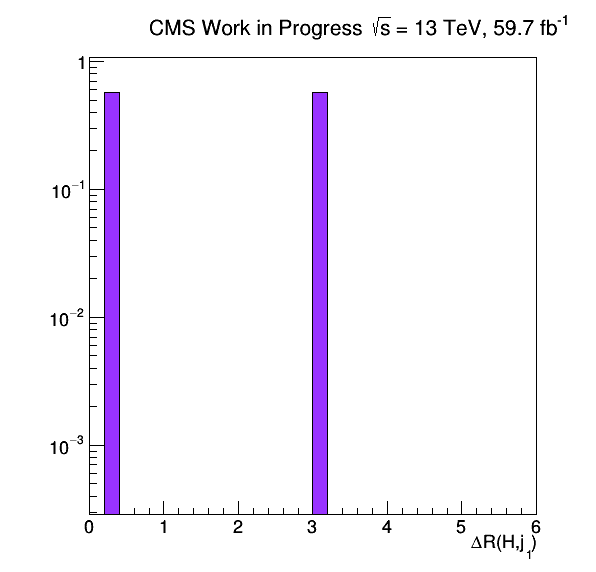 CMS Work in Progress √s = 13 TeV, 59.7 fb⁻¹
1
10⁻¹
10⁻²
10⁻³
0 1 2 3 4 5 6
ΔR(H,j₁)